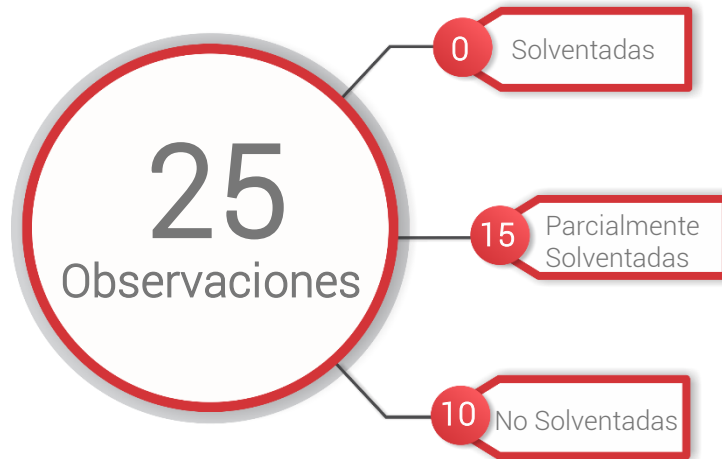 25
Observaciones
0 Solventadas
15 Parcialmente
Solventadas
10 No Solventadas